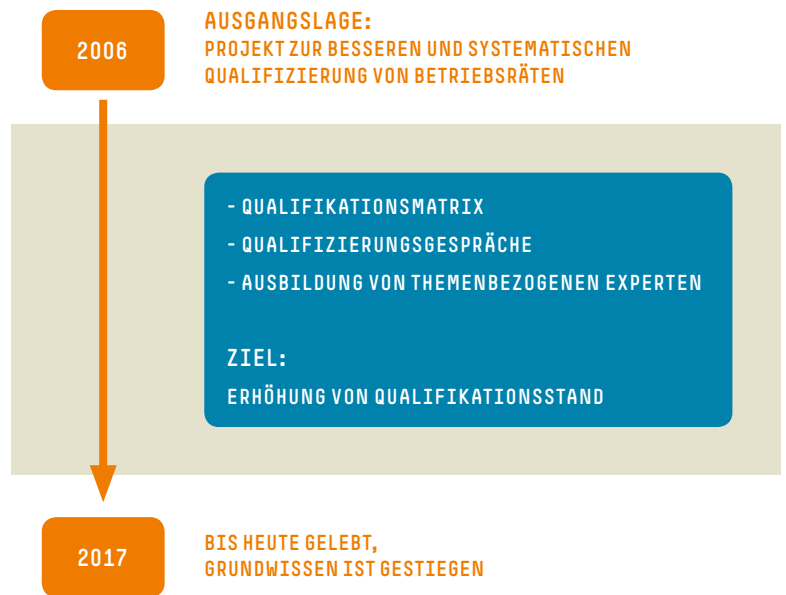 2006
AUSGANGSLAGE:
PROJEKT ZUR BESSEREN UND SYSTEMATISCHEN
QUALIFIZIERUNG VON BETRIEBSRÄTEN
- QUALIFIKATIONSMATRIX
- QUALIFIZIERUNGSGESPRÄCHE
- AUSBILDUNG VON THEMENBEZOGENEN EXPERTEN
ZIEL:
ERHÖHUNG VON QUALIFIKATIONSSTAND
2017
BIS HEUTE GELEBT,
GRUNDWISSEN IST GESTIEGEN